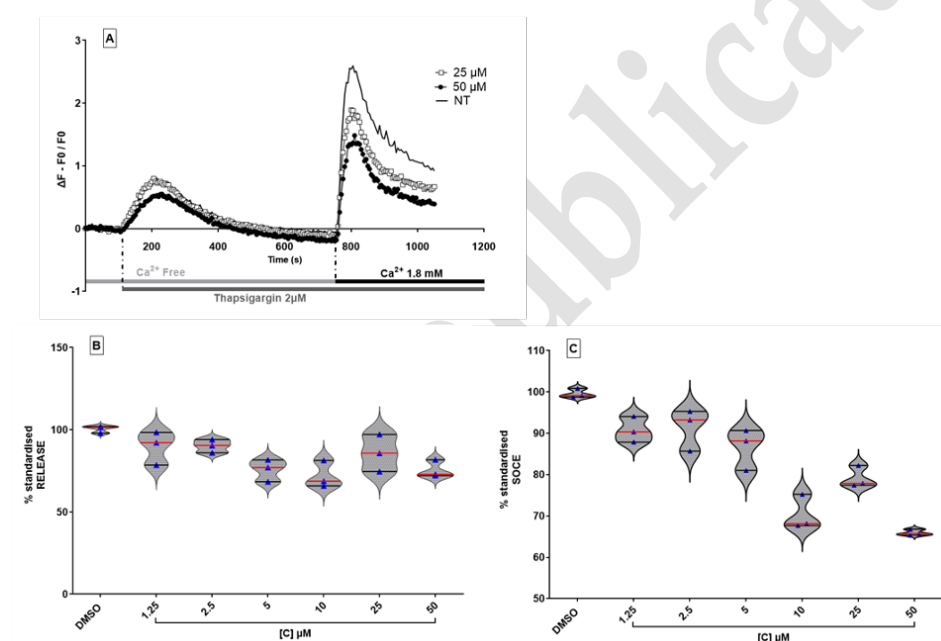 A
3
2
1
0
-1
ΔF - F0 / F0
25 µM
50 µM
NT
200
400
600
800
1000
1200
Time (s)
Ca²⁺ Free
Ca²⁺ 1.8 mM
Thapsigargin 2µM
B
150
100
50
0
% standardised
RELEASE
DMSO
1.25
2.5
5
10
25
50
[C] µM
C
110
100
90
80
70
60
50
% standardised
SOCE
DMSO
1.25
2.5
5
10
25
50
[C] µM